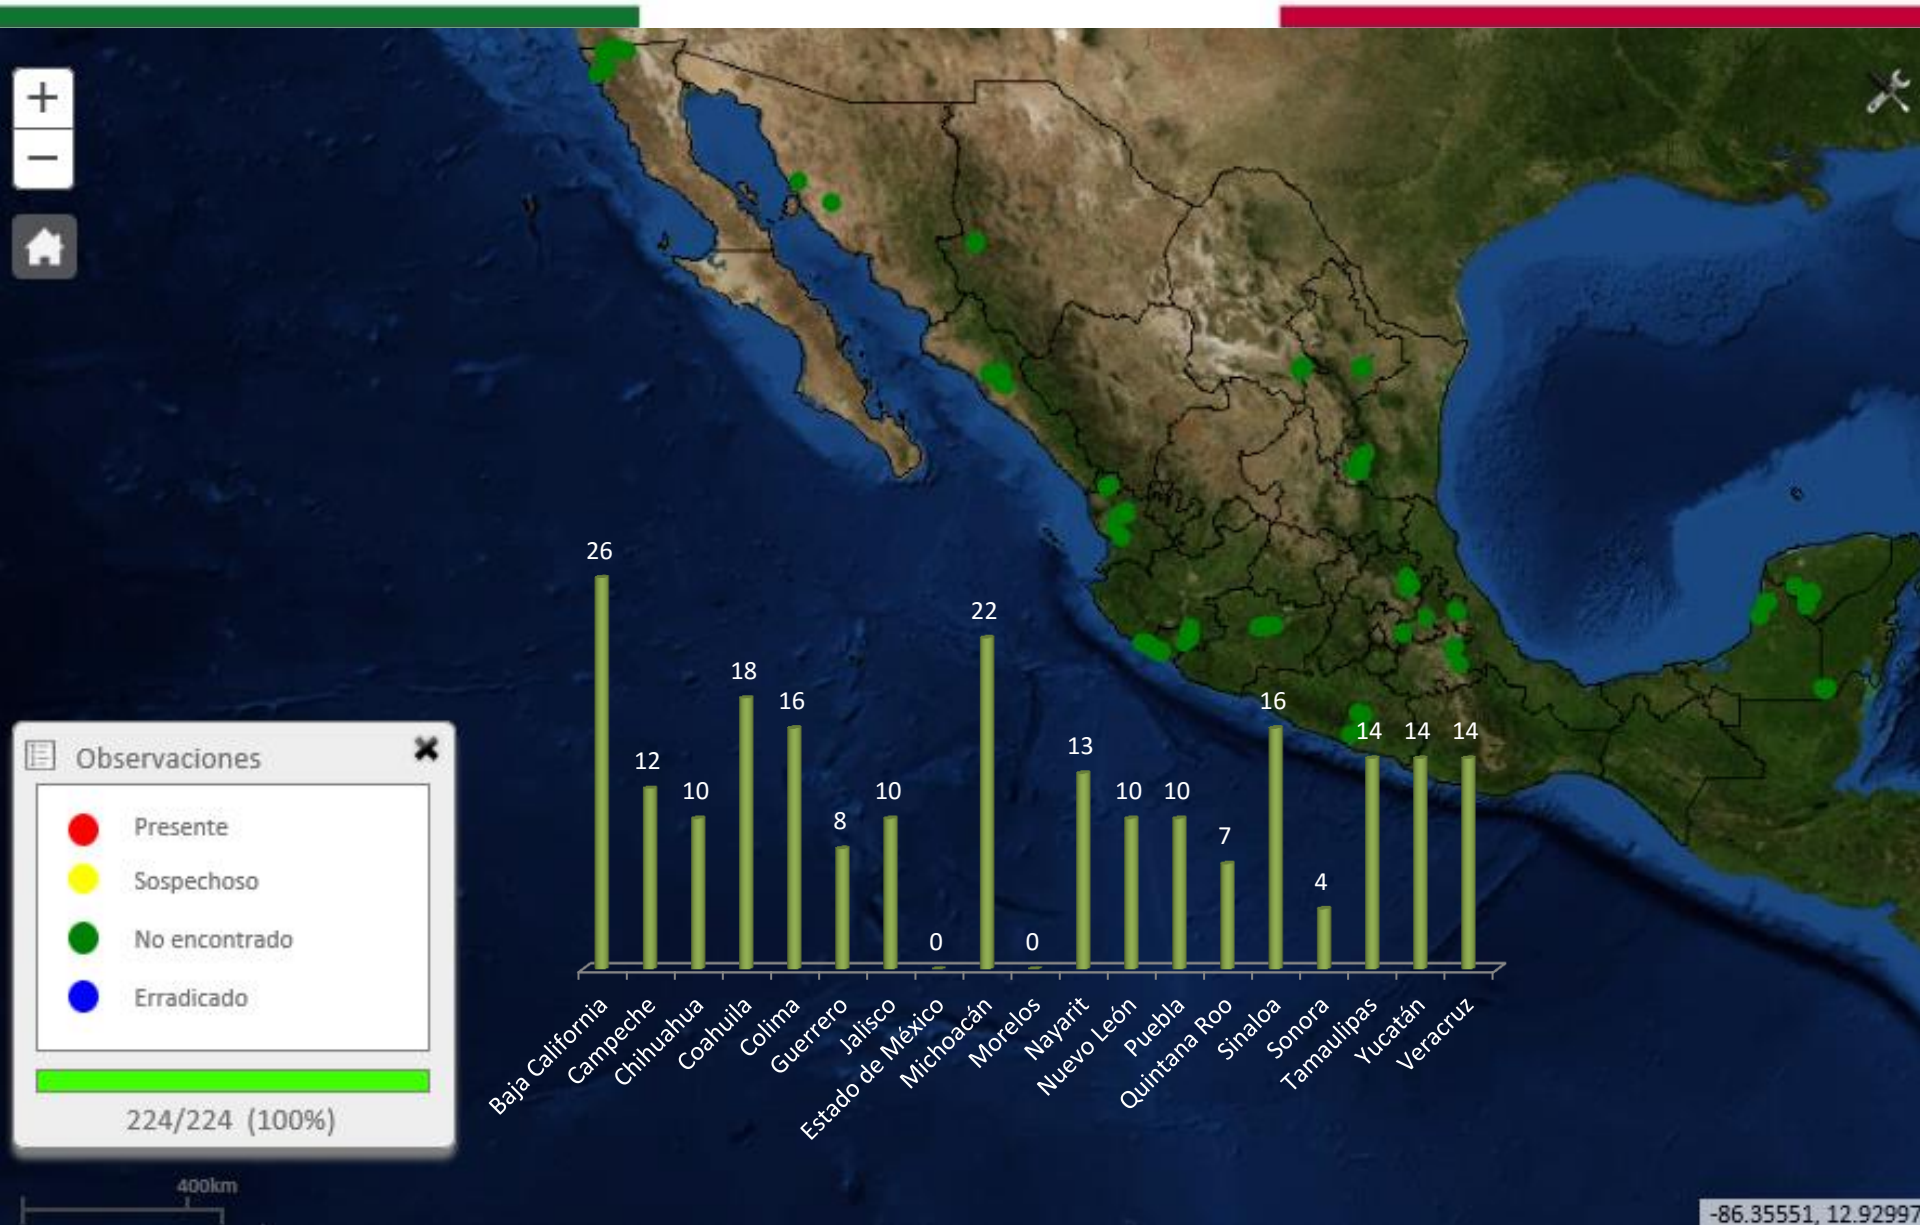 +
−
26
22
18
16
16
14 14 14
13
12
10
10
10 10
8
7
4
0
0
Baja California
Campeche
Chihuahua
Coahuila
Colima
Guerrero
Jalisco
Estado de México
Michoacán
Morelos
Nayarit
Nuevo León
Puebla
Quintana Roo
Sinaloa
Sonora
Tamaulipas
Yucatán
Veracruz
Observaciones
Presente
Sospechoso
No encontrado
Erradicado
224/224 (100%)
400km
-86.35551, 12.92997